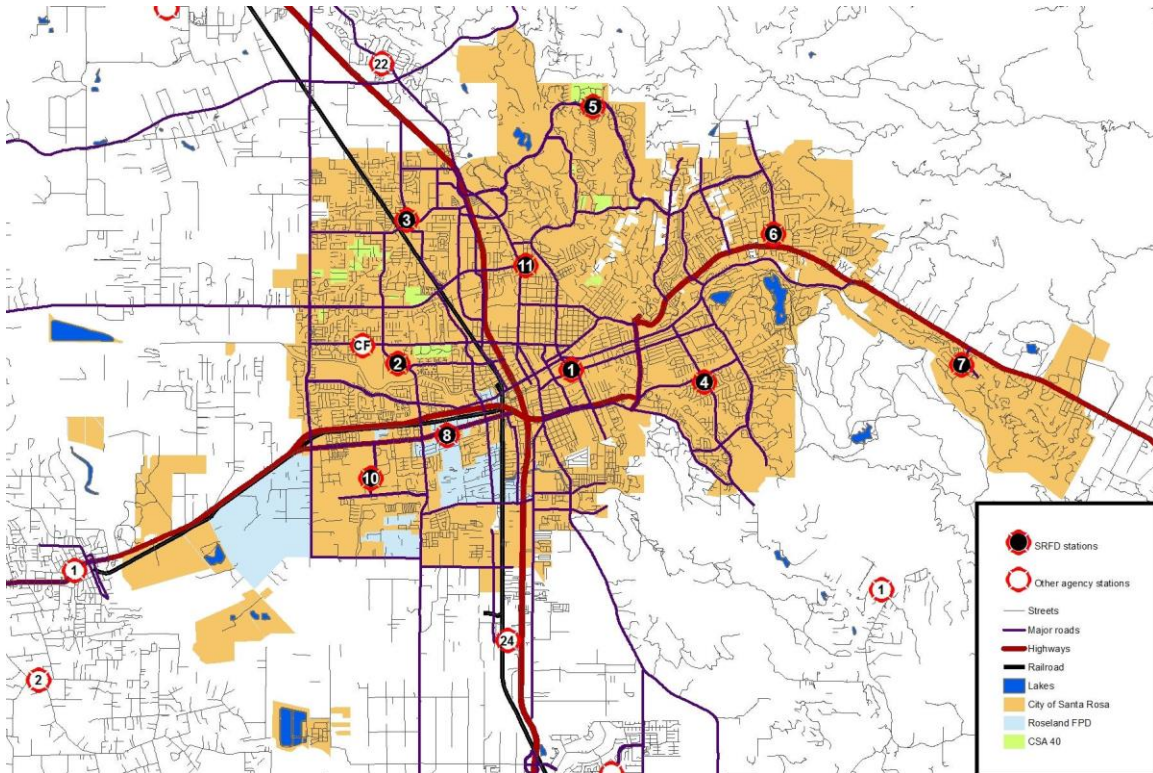 22
5
3
6
11
CF
2
1
7
4
8
10
1
1
24
2
SRFD stations
Other agency stations
Streets
Major roads
Highways
Railroad
Lakes
City of Santa Rosa
Roseland FPD
CSA 40